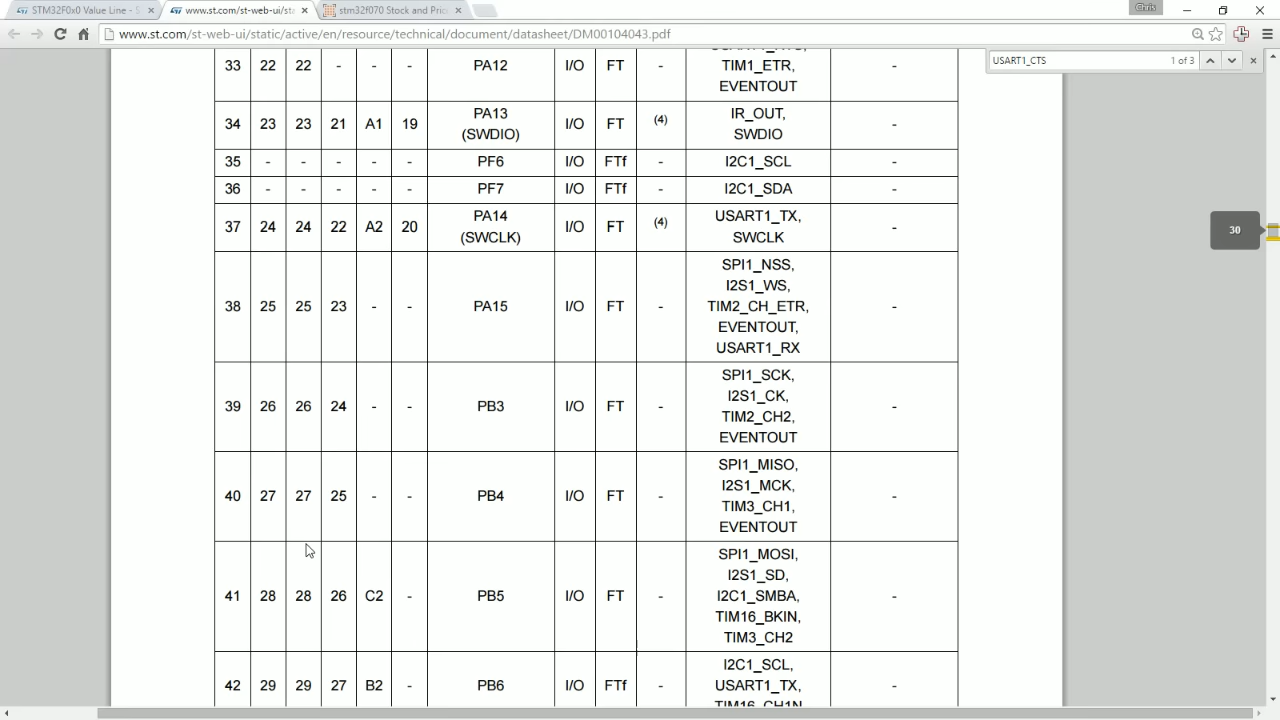 STM32F0x0 Value Line - S
www.st.com/st-web-ui/sta
stm32f070 Stock and Pric
Chris
www.st.com/st-web-ui/static/active/en/resource/technical/document/datasheet/DM00104043.pdf
USART1_CTS 1 of 3
33 22 22 - - - PA12 I/O FT - TIM1_ETR, -
EVENTOUT
34 23 23 21 A1 19 PA13 I/O FT (4) IR_OUT, -
(SWDIO) SWDIO
35 - - - - - PF6 I/O FTf - I2C1_SCL -
36 - - - - - PF7 I/O FTf - I2C1_SDA -
37 24 24 22 A2 20 PA14 I/O FT (4) USART1_TX, -
(SWCLK) SWCLK
30
38 25 25 23 - - PA15 I/O FT - SPI1_NSS, -
I2S1_WS,
TIM2_CH_ETR,
EVENTOUT,
USART1_RX
39 26 26 24 - - PB3 I/O FT - SPI1_SCK, -
I2S1_CK,
TIM2_CH2,
EVENTOUT
40 27 27 25 - - PB4 I/O FT - SPI1_MISO, -
I2S1_MCK,
TIM3_CH1,
EVENTOUT
41 28 28 26 C2 - PB5 I/O FT - SPI1_MOSI, -
I2S1_SD,
I2C1_SMBA,
TIM16_BKIN,
TIM3_CH2
42 29 29 27 B2 - PB6 I/O FTf - I2C1_SCL, -
USART1_TX,
TIM16_CH1N